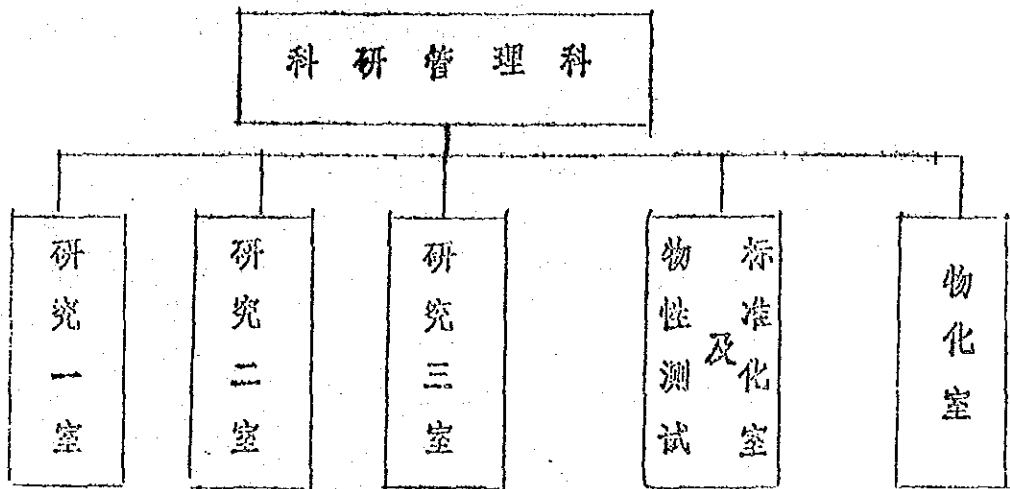 科研管理科
研究一室
研究二室
研究三室
物性测试
及
标准化室
物化室